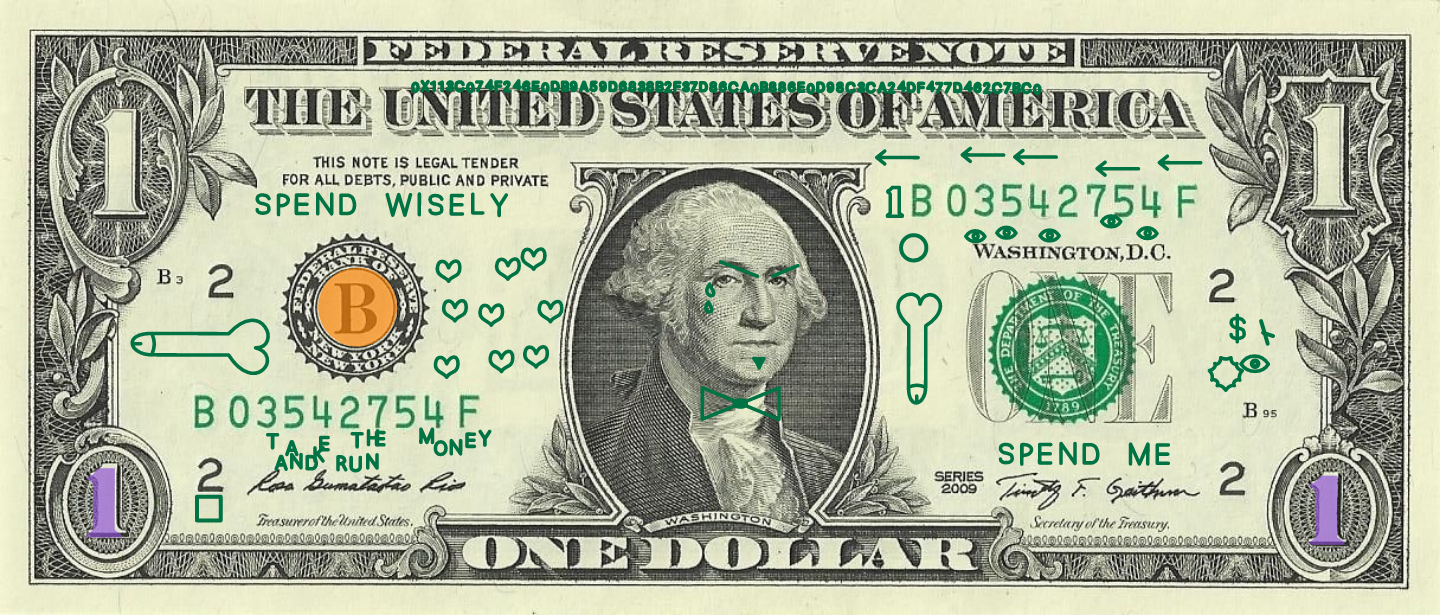 FEDERAL RESERVE NOTE
THE UNITED STATES OF AMERICA
THIS NOTE IS LEGAL TENDER
FOR ALL DEBTS, PUBLIC AND PRIVATE
SPEND WISELY
1 B 03542754 F
WASHINGTON, D.C.
1
1
B 3
2
FEDERAL RESERVE
BANK OF
B
NEW YORK
NEW YORK
ONE
THE DEPARTMENT OF THE TREASURY
1789
2
$
B 95
B 03542754 F
TAKE THE MONEY
AND RUN
SPEND ME
2
Rosa Gumataotao Rios
Treasurer of the United States.
SERIES
2009
Timothy F. Geithner
Secretary of the Treasury.
2
1
1
WASHINGTON
ONE DOLLAR